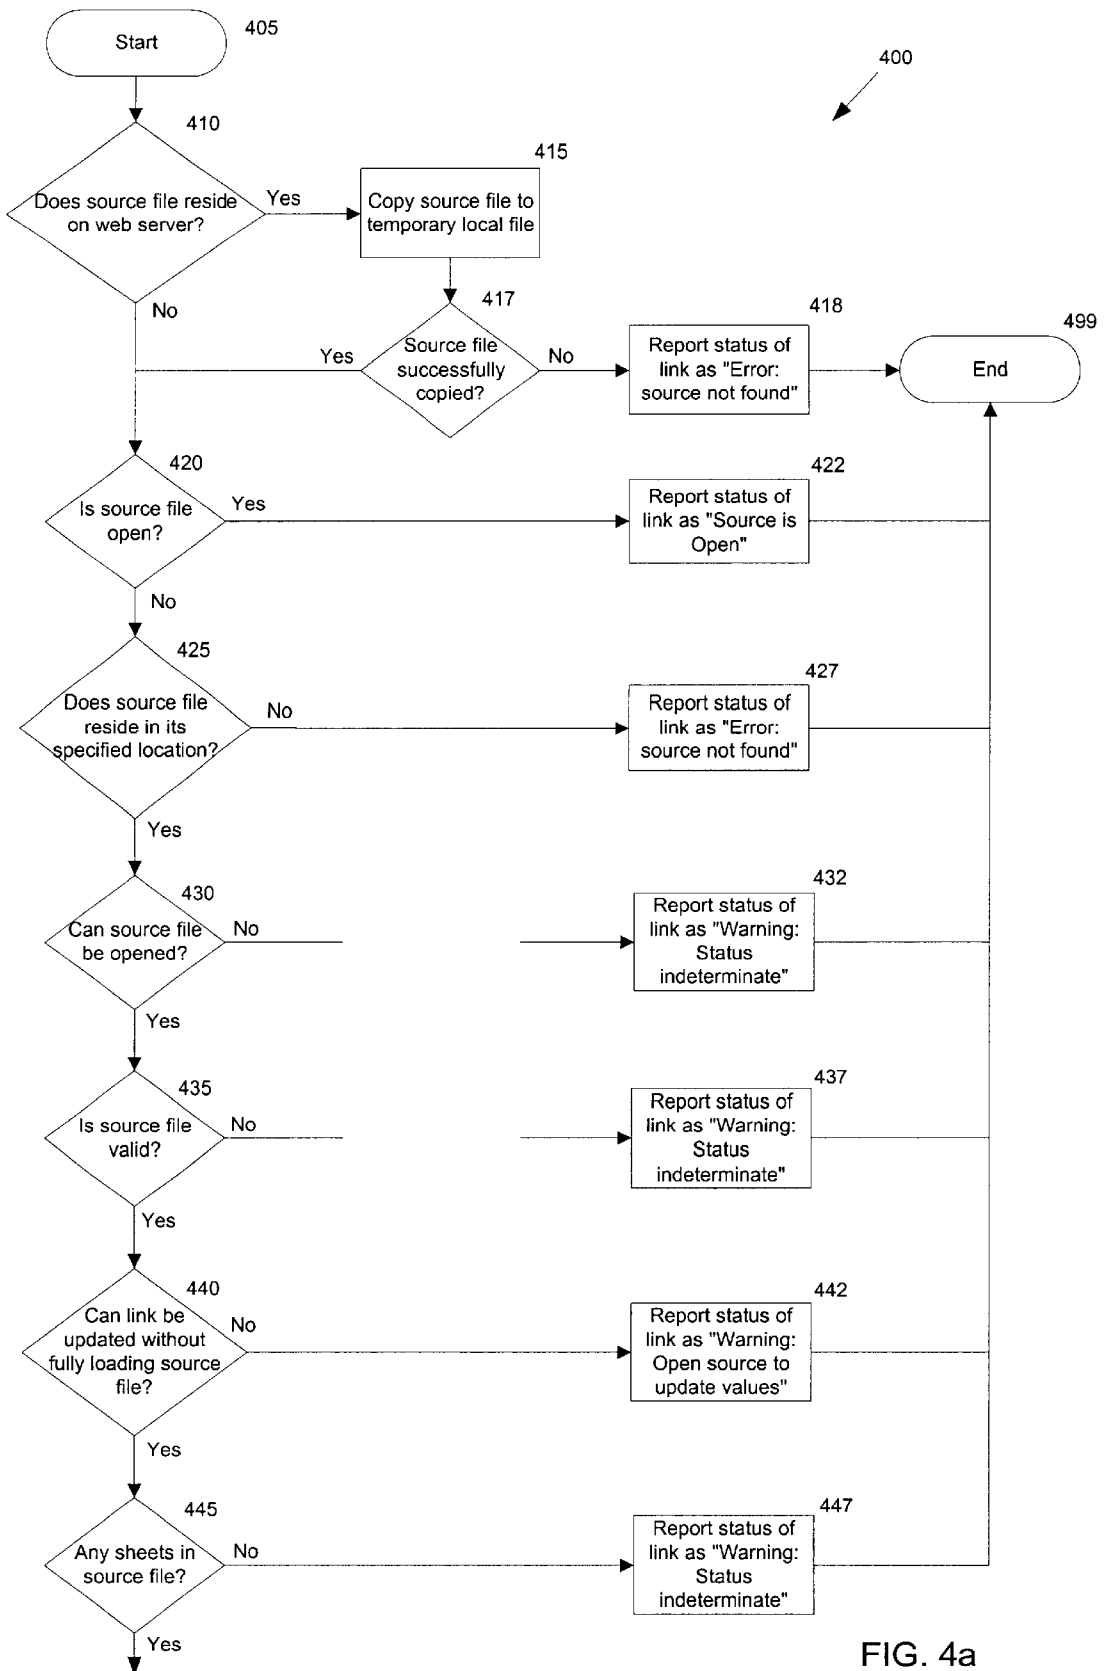 Start
405
400
410
Does source file reside
on web server?
Yes
415
Copy source file to
temporary local file
No
417
Source file
successfully
copied?
Yes
No
418
Report status of
link as "Error:
source not found"
499
End
420
Is source file
open?
Yes
422
Report status of
link as "Source is
Open"
No
425
Does source file
reside in its
specified location?
No
427
Report status of
link as "Error:
source not found"
Yes
430
Can source file
be opened?
No
432
Report status of
link as "Warning:
Status
indeterminate"
Yes
435
Is source file
valid?
No
437
Report status of
link as "Warning:
Status
indeterminate"
Yes
440
Can link be
updated without
fully loading source
file?
No
442
Report status of
link as "Warning:
Open source to
update values"
Yes
445
Any sheets in
source file?
No
447
Report status of
link as "Warning:
Status
indeterminate"
Yes
FIG. 4a